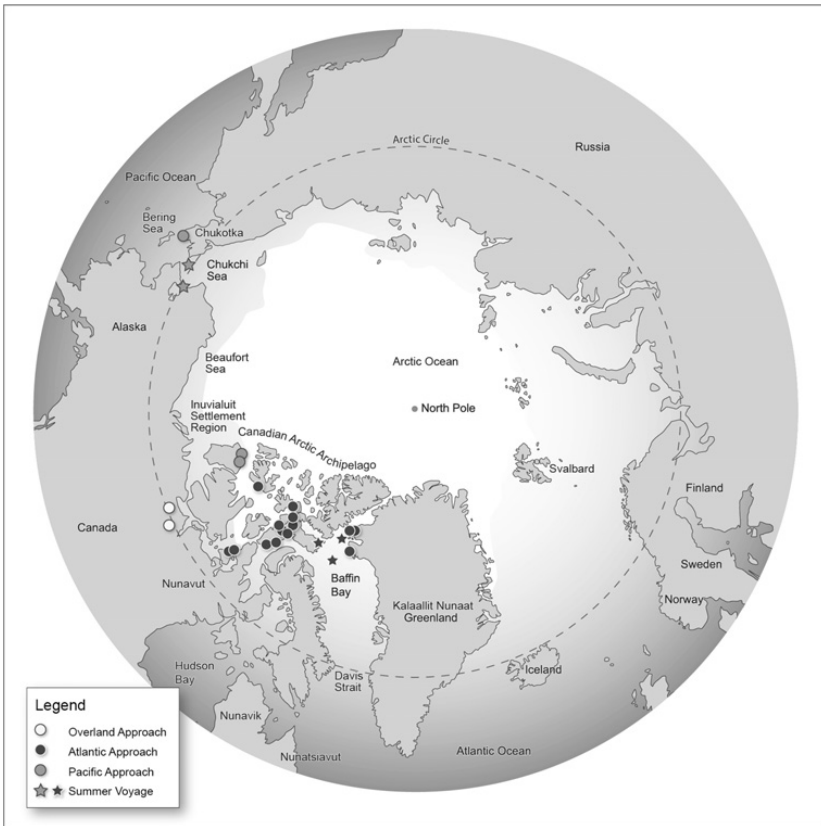 Arctic Circle
Russia
Pacific Ocean
Bering
Sea
Chukotka
Chukchi
Sea
Alaska
Beaufort
Sea
Arctic Ocean
North Pole
Inuvialuit
Settlement
Region
Canadian Arctic Archipelago
Svalbard
Finland
Canada
Sweden
Nunavut
Baffin
Bay
Kalaallit Nunaat
Greenland
Norway
Hudson
Bay
Davis
Strait
Iceland
Nunavik
Nunatsiavut
Atlantic Ocean
Legend
Overland Approach
Atlantic Approach
Pacific Approach
Summer Voyage